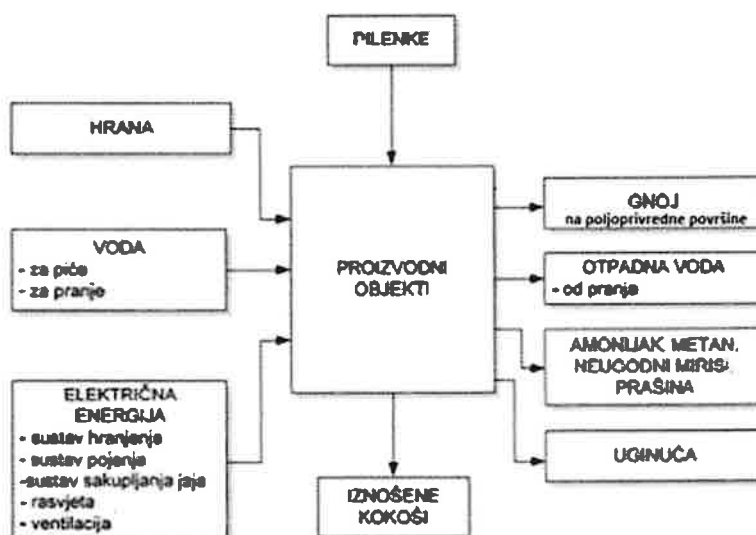 PILENKE
HRANA
VODA
- za piće
- za pranje
ELEKTRIČNA
ENERGIJA
- sustav hranjenja
- sustav pojenja
-sustav sakupljanja jaja
- rasvjeta
- ventilacija
PROIZVODNI
OBJEKTI
IZNOŠENE
KOKOŠI
GNOJ
na poljoprivredne površine
OTPADNA VODA
- od pranja
AMONIJAK, METAN,
NEUGODNI MIRISI
PRAŠINA
UGINUĆA